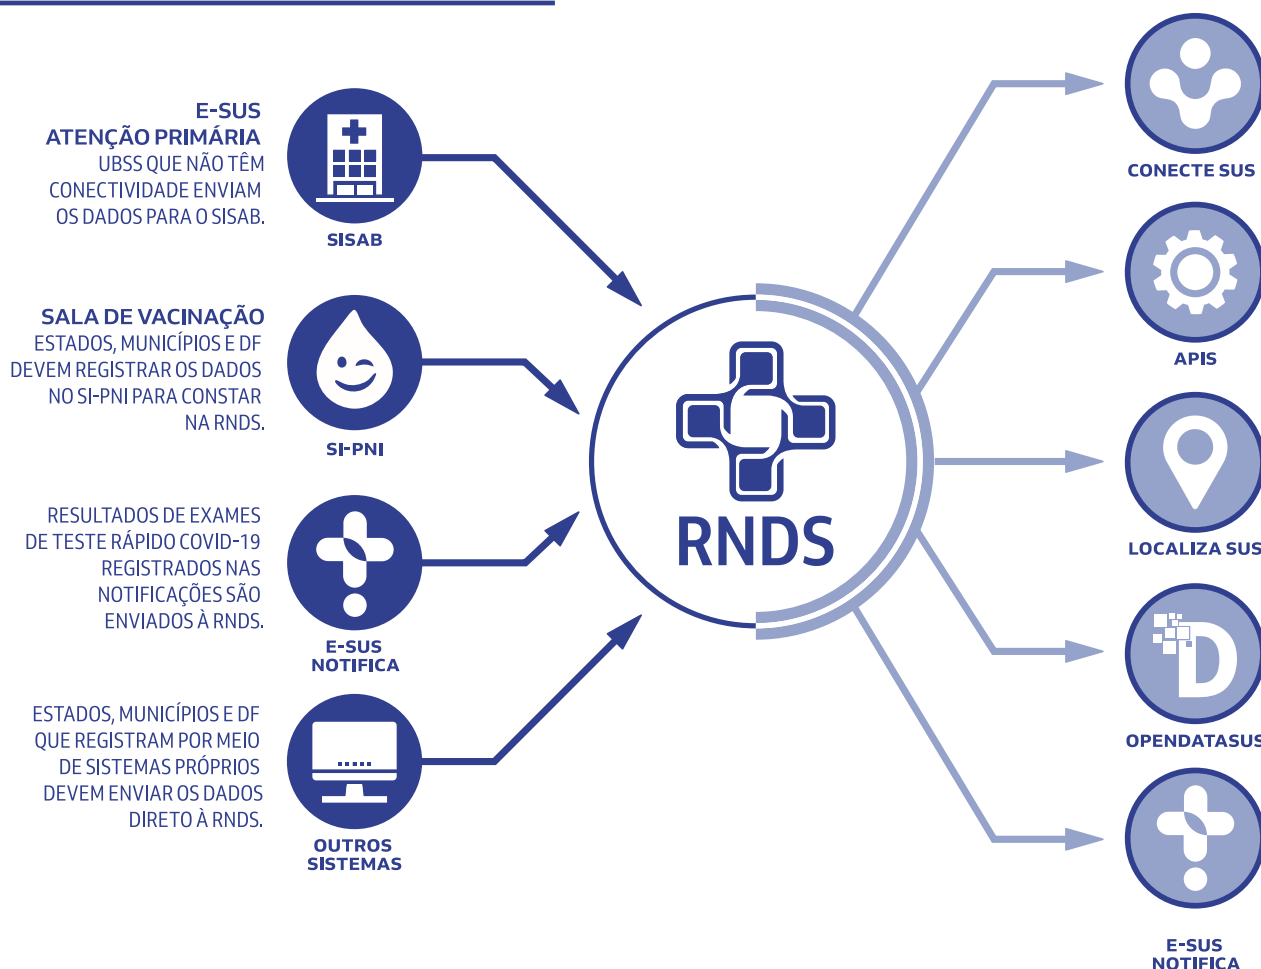 E-SUS
ATENÇÃO PRIMÁRIA
UBSS QUE NÃO TÊM
CONECTIVIDADE ENVIAM
OS DADOS PARA O SISAB.
SISAB
SALA DE VACINAÇÃO
ESTADOS, MUNICÍPIOS E DF
DEVEM REGISTRAR OS DADOS
NO SI-PNI PARA CONSTAR
NA RNDS.
SI-PNI
RESULTADOS DE EXAMES
DE TESTE RÁPIDO COVID-19
REGISTRADOS NAS
NOTIFICAÇÕES SÃO
ENVIADOS À RNDS.
E-SUS
NOTIFICA
ESTADOS, MUNICÍPIOS E DF
QUE REGISTRAM POR MEIO
DE SISTEMAS PRÓPRIOS
DEVEM ENVIAR OS DADOS
DIRETO À RNDS.
OUTROS
SISTEMAS
RNDS
CONECTE SUS
APIS
LOCALIZA SUS
D
OPENDATASUS
E-SUS
NOTIFICA